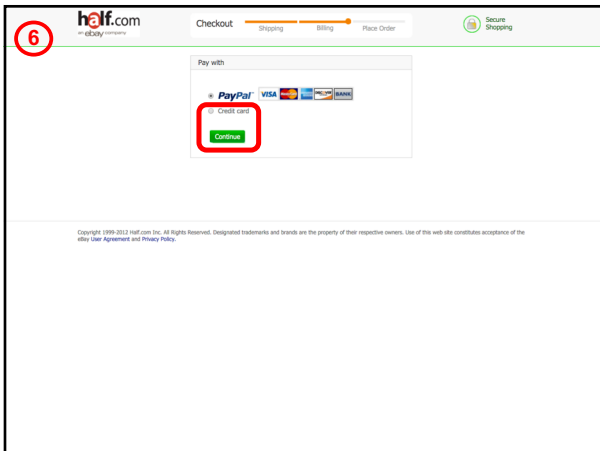 6
half.com
an ebay company
Checkout
Shipping
Billing
Place Order
Secure
Shopping
Pay with
PayPal VISA MasterCard DISCOVER BANK
Credit card
Continue
Copyright 1999-2012 Half.com Inc. All Rights Reserved. Designated trademarks and brands are the property of their respective owners. Use of this web site constitutes acceptance of the
eBay User Agreement and Privacy Policy.